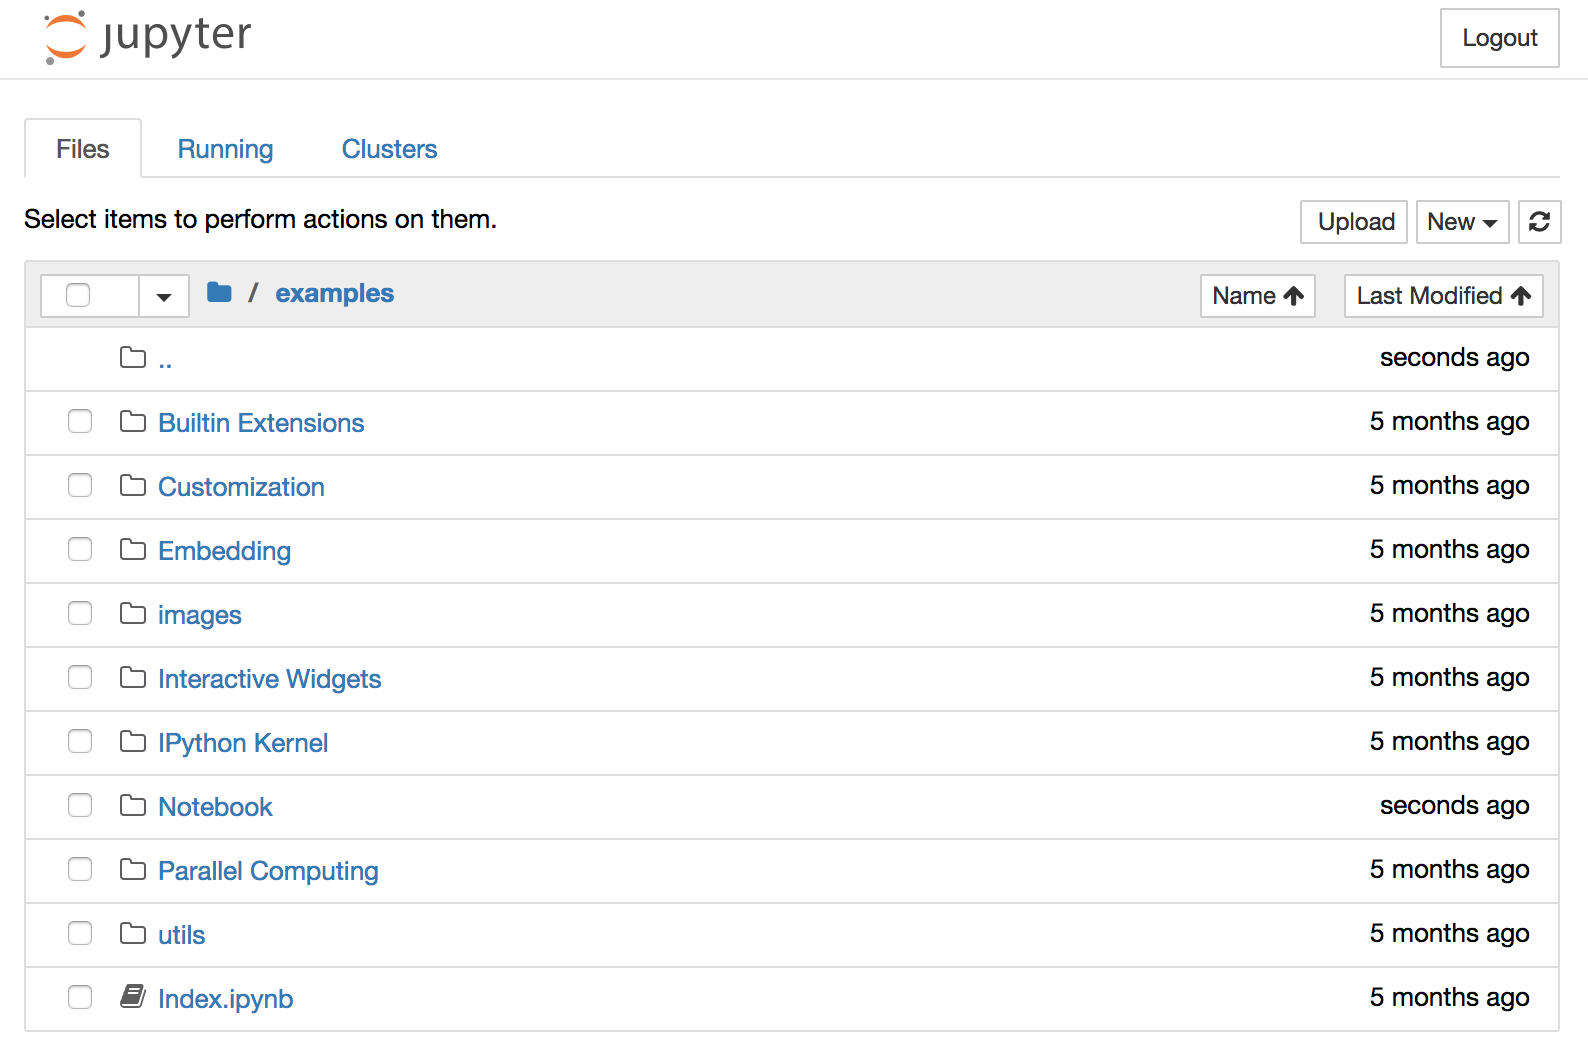 jupyter
Logout
Files Running Clusters
Select items to perform actions on them.
Upload New
/ examples
Name Last Modified
.. seconds ago
Builtin Extensions 5 months ago
Customization 5 months ago
Embedding 5 months ago
images 5 months ago
Interactive Widgets 5 months ago
IPython Kernel 5 months ago
Notebook seconds ago
Parallel Computing 5 months ago
utils 5 months ago
Index.ipynb 5 months ago